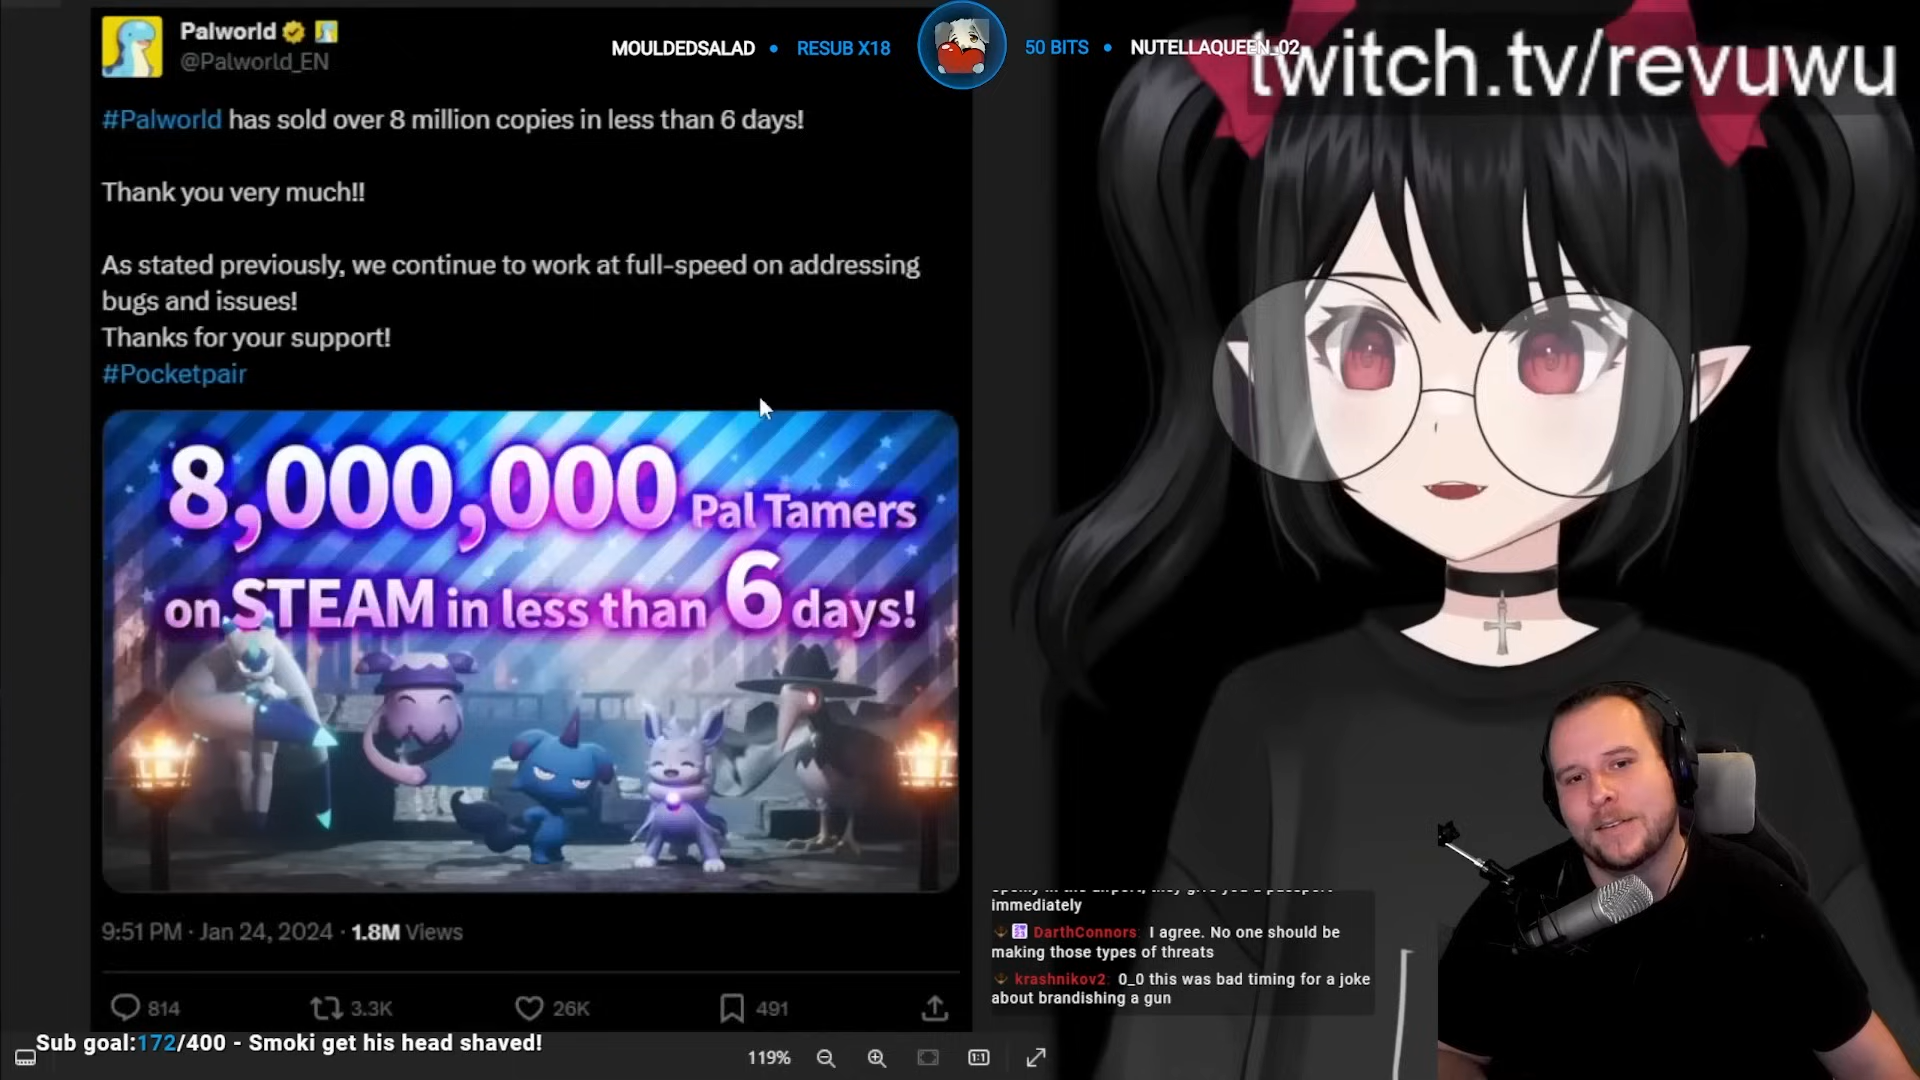 Palworld
@Palworld_EN
MOULDEDSALAD • RESUB X18
50 BITS • NUTELLAQUEEN_02
twitch.tv/revuwu
#Palworld has sold over 8 million copies in less than 6 days!
Thank you very much!!
As stated previously, we continue to work at full-speed on addressing
bugs and issues!
Thanks for your support!
#Pocketpair
8,000,000 Pal Tamers
on STEAM in less than 6 days!
9:51 PM · Jan 24, 2024 · 1.8M Views
814 3.3K 26K 491
immediately
DarthConnors: I agree. No one should be
making those types of threats
krashnikov2: 0_0 this was bad timing for a joke
about brandishing a gun
Sub goal:172/400 - Smoki get his head shaved!
119% 1:1